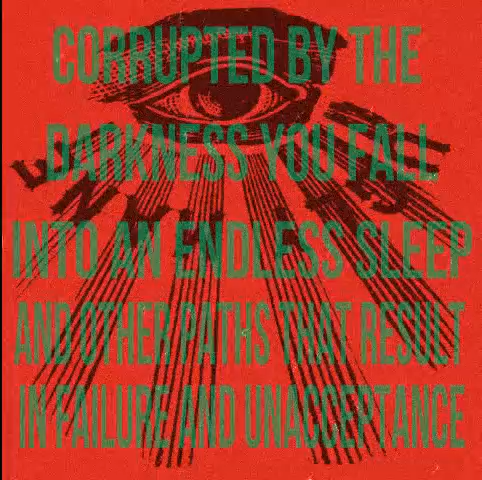 CORRUPTED BY THE
DARKNESS YOU FALL
INTO AN ENDLESS SLEEP
AND OTHER PATHS THAT RESULT
IN FAILURE AND UNACCEPTANCE